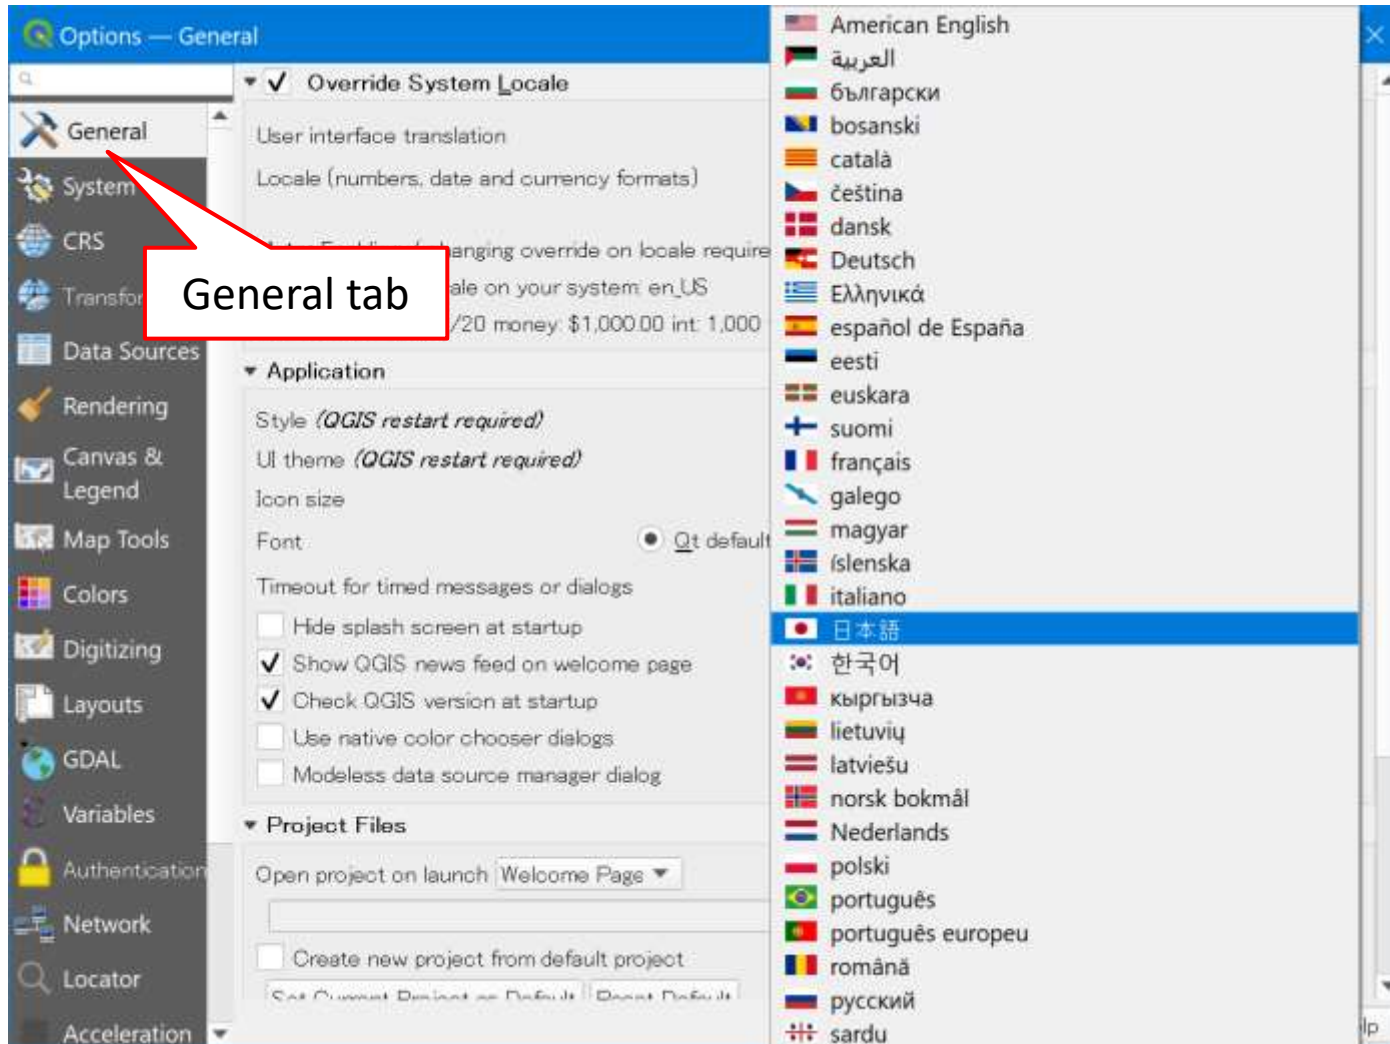 Options — General
General
System
CRS
Transfor
Data Sources
Rendering
Canvas &
Legend
Map Tools
Colors
Digitizing
Layouts
GDAL
Variables
Authentication
Network
Locator
Acceleration
General tab
Override System Locale
User interface translation
Locale (numbers, date and currency formats)
anging override on locale require
ale on your system: en_US
/20 money: $1,000.00 int: 1,000
Application
Style (QGIS restart required)
UI theme (QGIS restart required)
Icon size
Font
Qt default
Timeout for timed messages or dialogs
Hide splash screen at startup
Show QGIS news feed on welcome page
Check QGIS version at startup
Use native color chooser dialogs
Modeless data source manager dialog
Project Files
Open project on launch Welcome Page
Create new project from default project
Set Current Project as Default Reset Default
American English
العربية
български
bosanski
català
čeština
dansk
Deutsch
Ελληνικά
español de España
eesti
euskara
suomi
français
galego
magyar
íslenska
italiano
日本語
한국어
кыргызча
lietuvių
latviešu
norsk bokmål
Nederlands
polski
português
português europeu
română
русский
sardu
lp